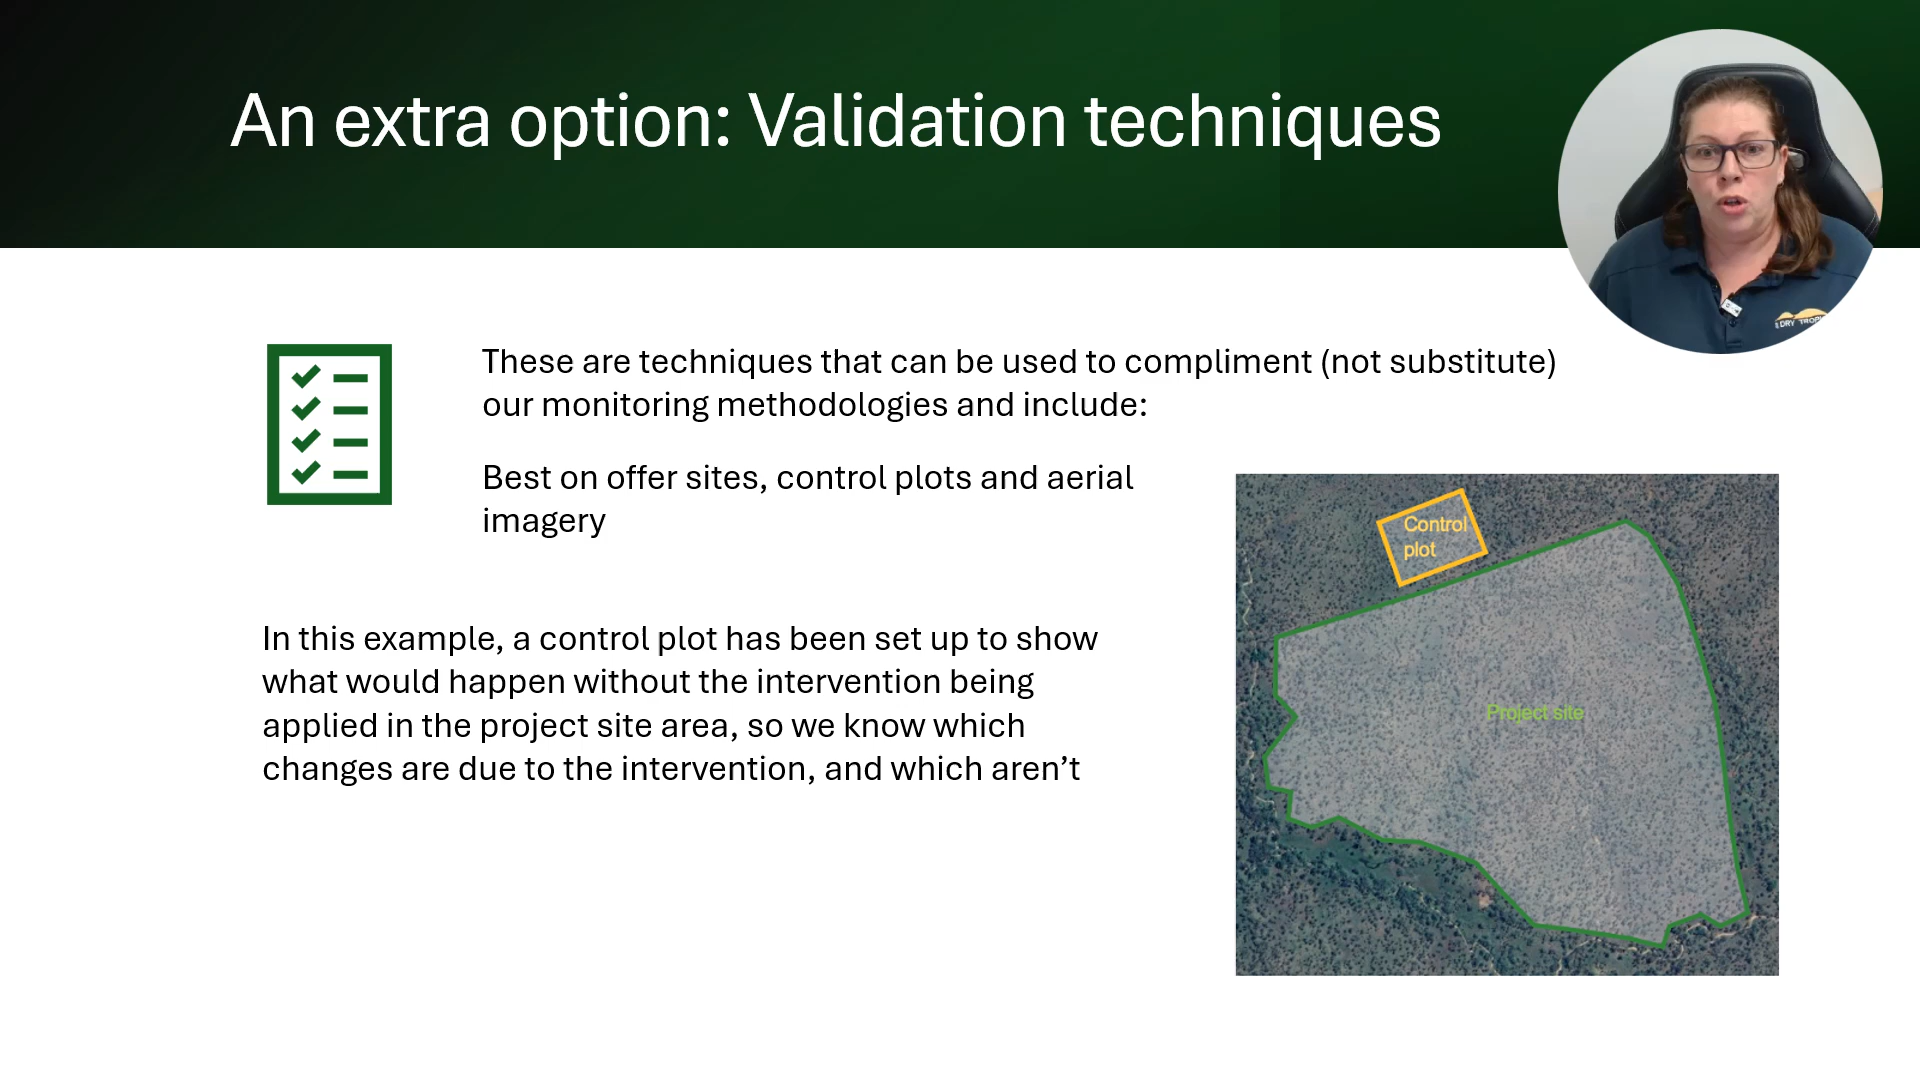 An extra option: Validation techniques
DRY TROPI
These are techniques that can be used to compliment (not substitute)
our monitoring methodologies and include:
Best on offer sites, control plots and aerial
imagery
In this example, a control plot has been set up to show
what would happen without the intervention being
applied in the project site area, so we know which
changes are due to the intervention, and which aren’t
Control
plot
Project site